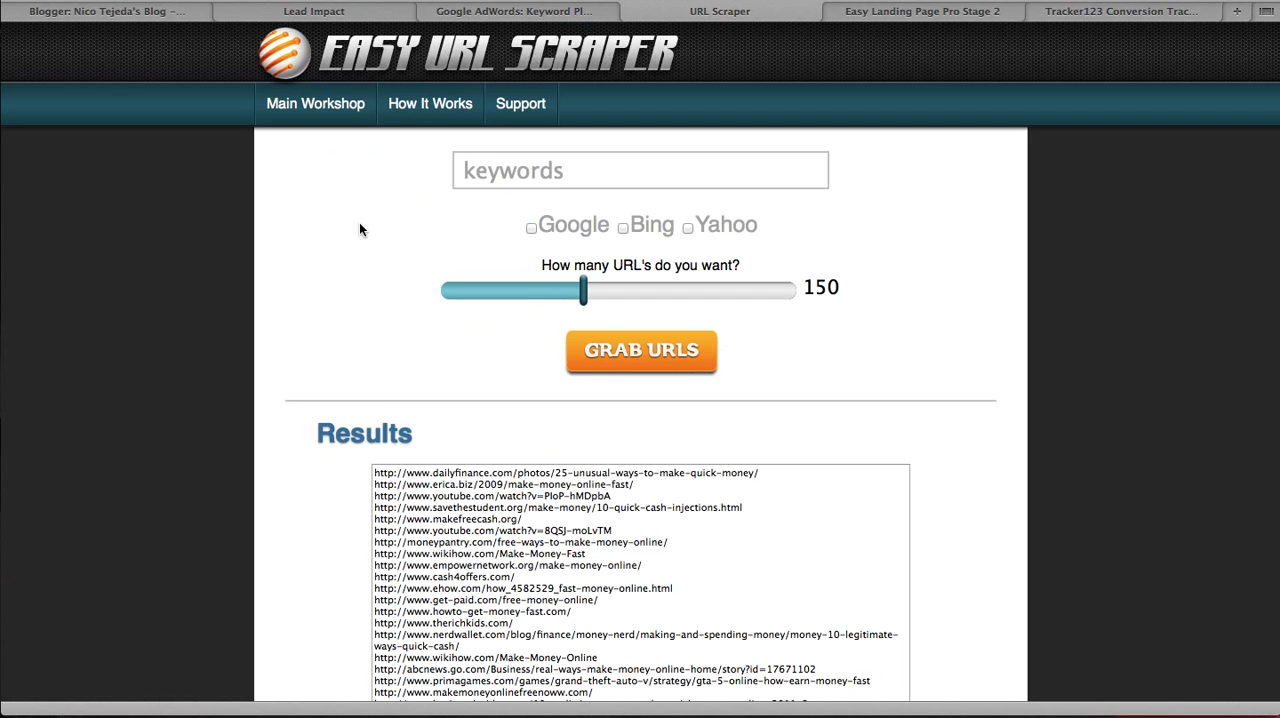 Blogger: Nico Tejeda's Blog - ...
Lead Impact
Google AdWords: Keyword Pl...
URL Scraper
Easy Landing Page Pro Stage 2
Tracker123 Conversion Trac...
EASY URL SCRAPER
Main Workshop
How It Works
Support
keywords
Google Bing Yahoo
How many URL's do you want?
150
GRAB URLS
Results
http://www.dailyfinance.com/photos/25-unusual-ways-to-make-quick-money/
http://www.erica.biz/2009/make-money-online-fast/
http://www.youtube.com/watch?v=PIoP-hMDpbA
http://www.savethestudent.org/make-money/10-quick-cash-injections.html
http://www.makefreecash.org/
http://www.youtube.com/watch?v=8QSJ-moLvTM
http://moneypantry.com/free-ways-to-make-money-online/
http://www.wikihow.com/Make-Money-Fast
http://www.empowernetwork.org/make-money-online/
http://www.cash4offers.com/
http://www.ehow.com/how_4582529_fast-money-online.html
http://www.get-paid.com/free-money-online/
http://www.howto-get-money-fast.com/
http://www.therichkids.com/
http://www.nerdwallet.com/blog/finance/money-nerd/making-and-spending-money/money-10-legitimate-
ways-quick-cash/
http://www.wikihow.com/Make-Money-Online
http://abcnews.go.com/Business/real-ways-make-money-online-home/story?id=17671102
http://www.primagames.com/games/grand-theft-auto-v/strategy/gta-5-online-how-earn-money-fast
http://www.makemoneyonlinefreenoww.com/